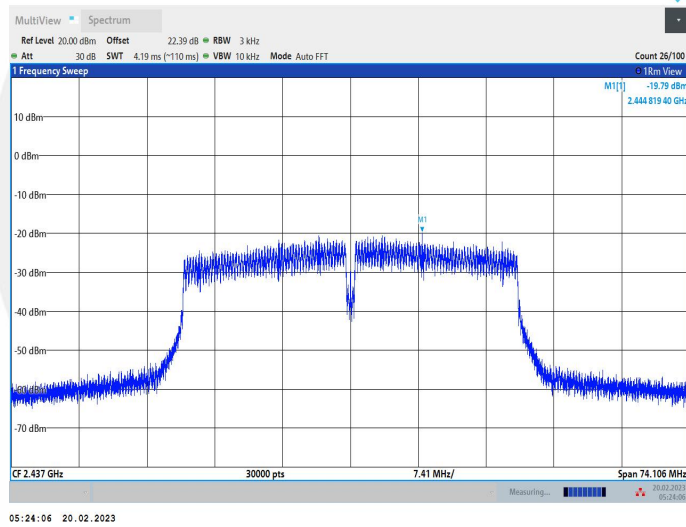 MultiView Spectrum
Ref Level 20.00 dBm Offset 22.39 dB RBW 3 kHz
Att 30 dB SWT 4.19 ms (~110 ms) VBW 10 kHz Mode Auto FFT Count 26/100
1 Frequency Sweep 1Rm View
M1[1] -19.79 dBm
2.444 819 40 GHz
10 dBm
0 dBm
-10 dBm
M1
-20 dBm
-30 dBm
-40 dBm
-50 dBm
-60 dBm
-70 dBm
CF 2.437 GHz 30000 pts 7.41 MHz/ Span 74.106 MHz
Measuring... 20.02.2023
05:24:06
05:24:06 20.02.2023